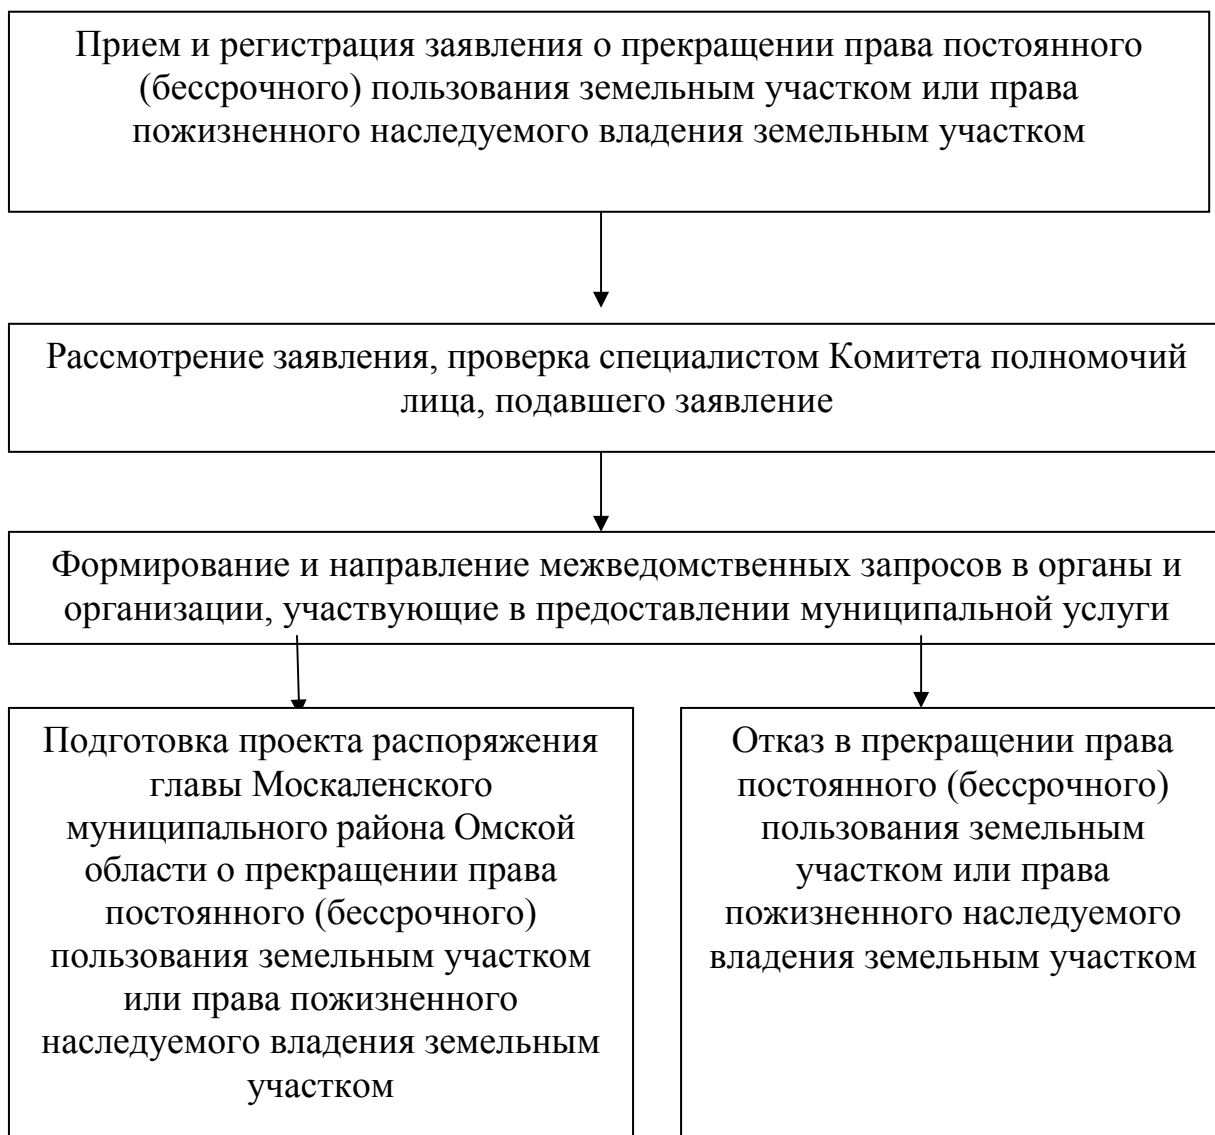 Прием и регистрация заявления о прекращении права постоянного
(бессрочного) пользования земельным участком или права
пожизненного наследуемого владения земельным участком
Рассмотрение заявления, проверка специалистом Комитета полномочий
лица, подавшего заявление
Формирование и направление межведомственных запросов в органы и
организации, участвующие в предоставлении муниципальной услуги
Подготовка проекта распоряжения
главы Москаленского
муниципального района Омской
области о прекращении права
постоянного (бессрочного)
пользования земельным участком
или права пожизненного
наследуемого владения земельным
участком
Отказ в прекращении права
постоянного (бессрочного)
пользования земельным
участком или права
пожизненного наследуемого
владения земельным участком